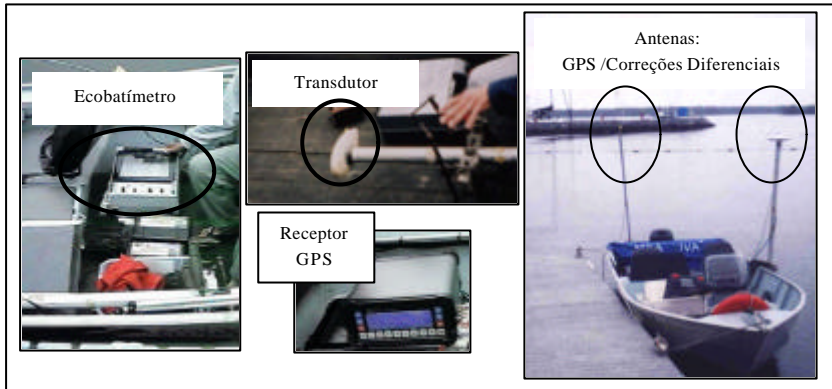 Ecobatímetro
Transdutor
Receptor
GPS
Antenas:
GPS /Correções Diferenciais